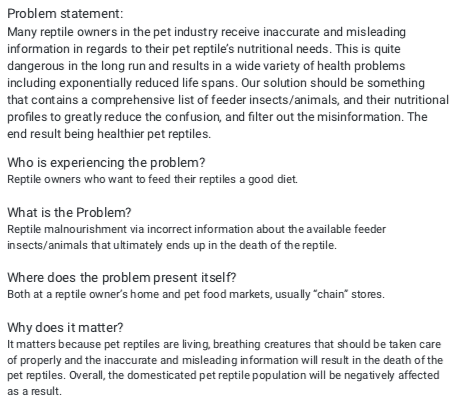 Problem statement:
Many reptile owners in the pet industry receive inaccurate and misleading
information in regards to their pet reptile's nutritional needs. This is quite
dangerous in the long run and results in a wide variety of health problems
including exponentially reduced life spans. Our solution should be something
that contains a comprehensive list of feeder insects/animals, and their nutritional
profiles to greatly reduce the confusion, and filter out the misinformation. The
end result being healthier pet reptiles.
Who is experiencing the problem?
Reptile owners who want to feed their reptiles a good diet.
What is the Problem?
Reptile malnourishment via incorrect information about the available feeder
insects/animals that ultimately ends up in the death of the reptile.
Where does the problem present itself?
Both at a reptile owner's home and pet food markets, usually “chain” stores.
Why does it matter?
It matters because pet reptiles are living, breathing creatures that should be taken care
of properly and the inaccurate and misleading information will result in the death of the
pet reptiles. Overall, the domesticated pet reptile population will be negatively affected
as a result.